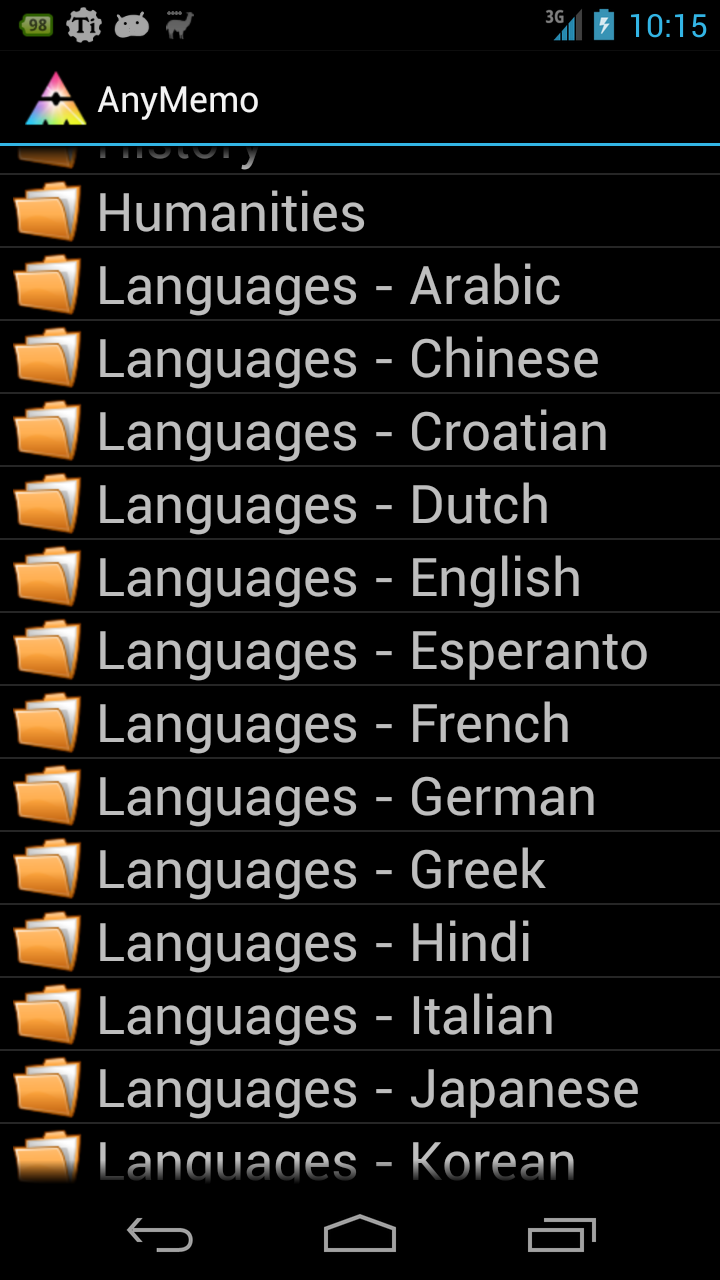 98
Ti
3G
10:15
AnyMemo
History
Humanities
Languages - Arabic
Languages - Chinese
Languages - Croatian
Languages - Dutch
Languages - English
Languages - Esperanto
Languages - French
Languages - German
Languages - Greek
Languages - Hindi
Languages - Italian
Languages - Japanese
Languages - Korean